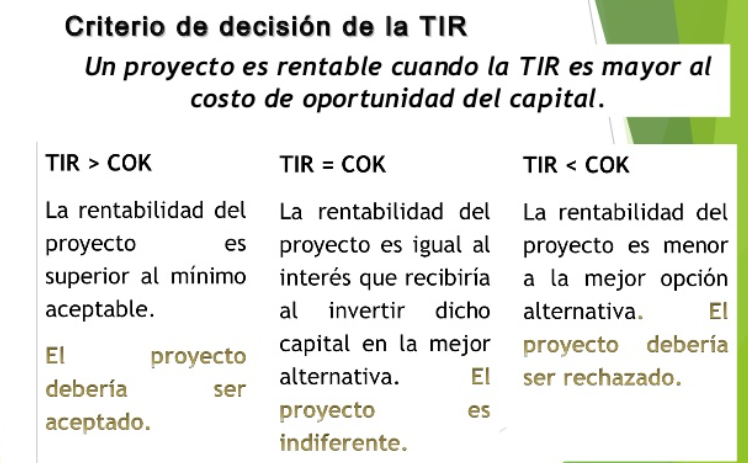 Criterio de decisión de la TIR
Un proyecto es rentable cuando la TIR es mayor al
costo de oportunidad del capital.
TIR > COK
La rentabilidad del
proyecto es
superior al mínimo
aceptable.
El proyecto
debería ser
aceptado.
TIR = COK
La rentabilidad del
proyecto es igual al
interés que recibiría
al invertir dicho
capital en la mejor
alternativa. El
proyecto es
indiferente.
TIR < COK
La rentabilidad del
proyecto es menor
a la mejor opción
alternativa. El
proyecto debería
ser rechazado.